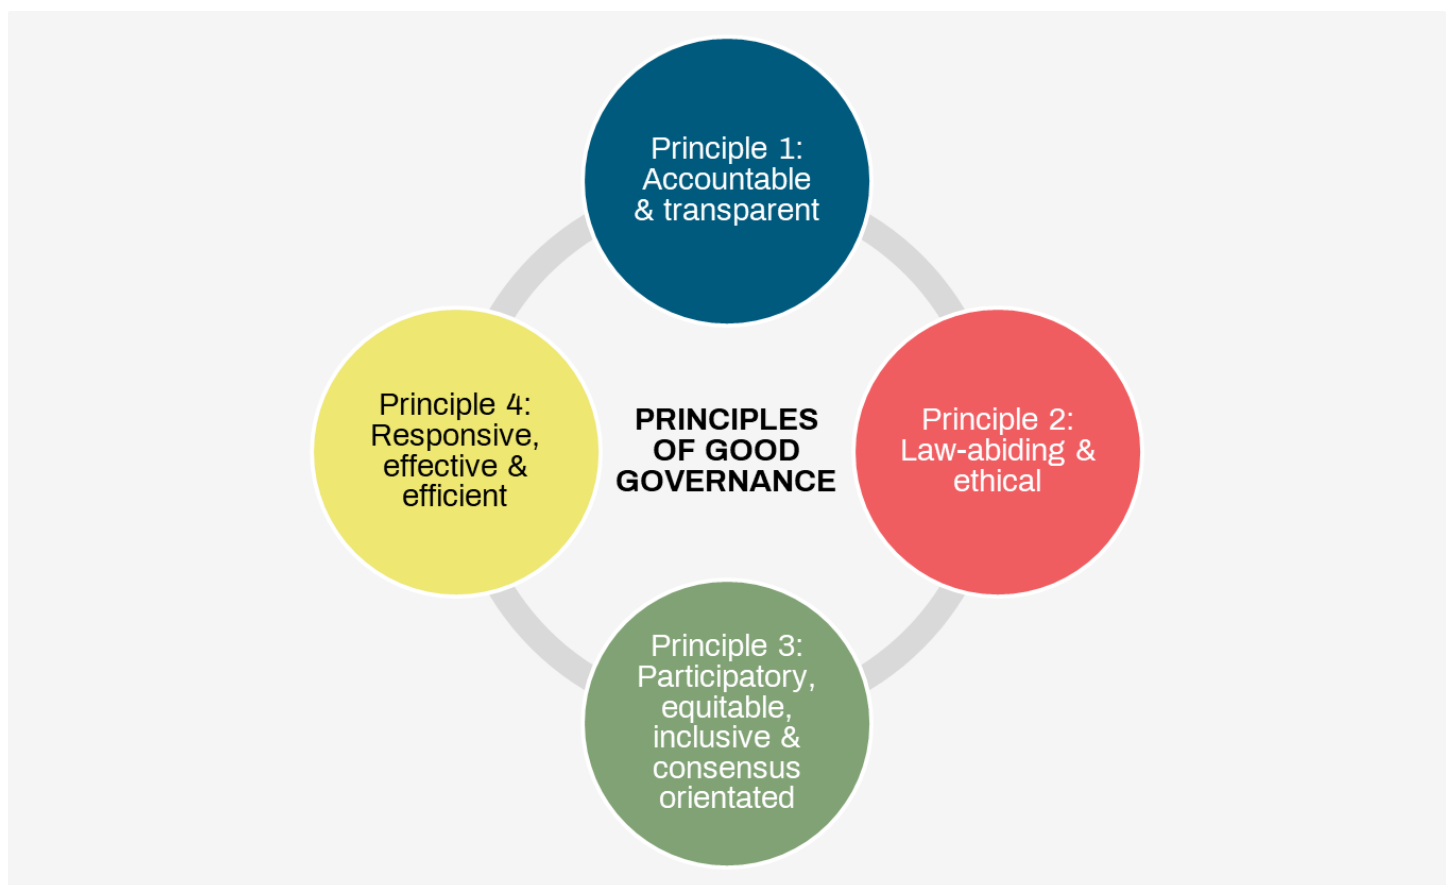 Principle 1:
Accountable
& transparent
Principle 4:
Responsive,
effective &
efficient
PRINCIPLES
OF GOOD
GOVERNANCE
Principle 2:
Law-abiding &
ethical
Principle 3:
Participatory,
equitable,
inclusive &
consensus
orientated